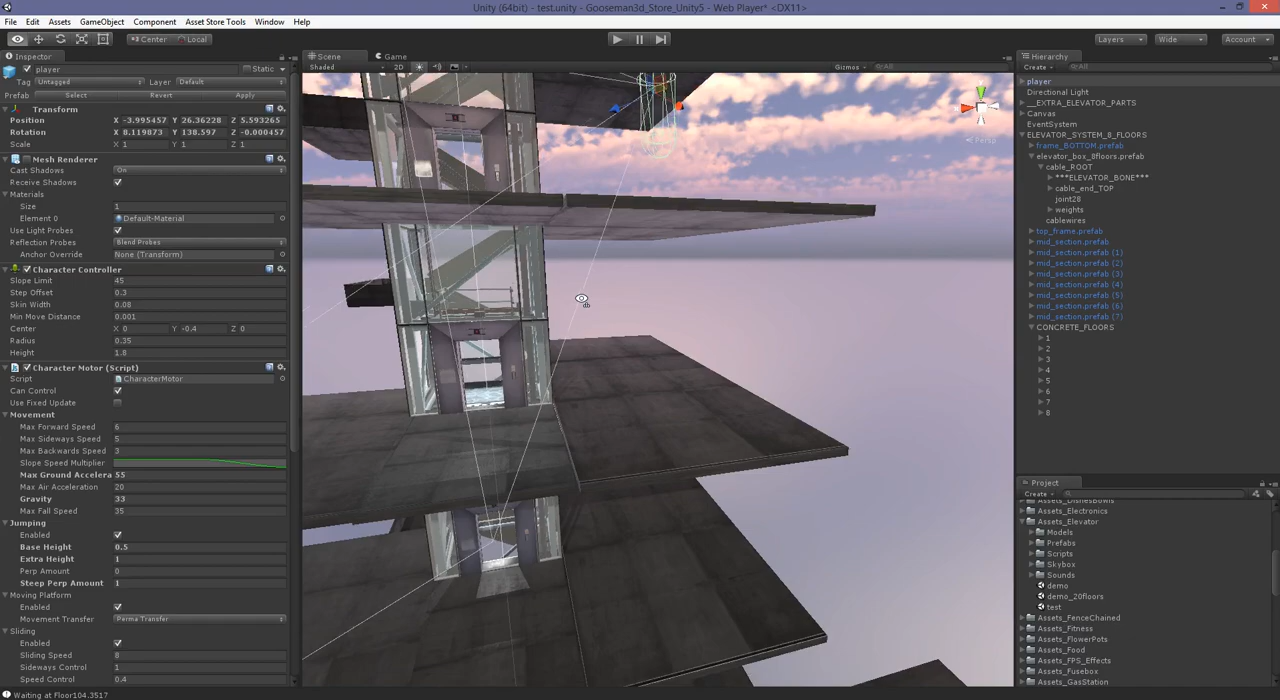 Unity (64bit) - test.unity - Gooseman3d_Store_Unity5 - Web Player* <DX11>
File Edit Assets GameObject Component Asset Store Tools Window Help
Center Local Layers Wide Account
Inspector
player Static
Tag Untagged Layer Default
Prefab Select Revert Apply
Transform
Position X -3.995457 Y 26.36228 Z 5.593265
Rotation X 8.119873 Y 138.597 Z -0.000457
Scale X 1 Y 1 Z 1
Mesh Renderer
Cast Shadows On
Receive Shadows
Materials
Size 1
Element 0 Default-Material
Use Light Probes
Reflection Probes Blend Probes
Anchor Override None (Transform)
Character Controller
Slope Limit 45
Step Offset 0.3
Skin Width 0.08
Min Move Distance 0.001
Center X 0 Y -0.4 Z 0
Radius 0.35
Height 1.8
Character Motor (Script)
Script CharacterMotor
Can Control
Use Fixed Update
Movement
Max Forward Speed 6
Max Sideways Speed 5
Max Backwards Speed 3
Slope Speed Multiplier
Max Ground Accelera 55
Max Air Acceleration 20
Gravity 33
Max Fall Speed 35
Jumping
Enabled
Base Height 0.5
Extra Height 1
Perp Amount 0
Steep Perp Amount 1
Moving Platform
Enabled
Movement Transfer Perma Transfer
Sliding
Enabled
Sliding Speed 8
Sideways Control 1
Speed Control 0.4
Waiting at Floor104.3517
Scene Game
Shaded 2D Gizmos All
Persp
Hierarchy
Create All
player
Directional Light
__EXTRA_ELEVATOR_PARTS
Canvas
EventSystem
ELEVATOR_SYSTEM_8_FLOORS
frame_BOTTOM.prefab
elevator_box_8floors.prefab
cable_ROOT
***ELEVATOR_BONE***
cable_end_TOP
joint28
weights
cablewires
top_frame.prefab
mid_section.prefab
mid_section.prefab (1)
mid_section.prefab (2)
mid_section.prefab (3)
mid_section.prefab (4)
mid_section.prefab (5)
mid_section.prefab (6)
mid_section.prefab (7)
CONCRETE_FLOORS
1
2
3
4
5
6
7
8
Project
Create
Assets_DishesBowls
Assets_Electronics
Assets_Elevator
Models
Prefabs
Scripts
Skybox
Sounds
demo
demo_20floors
test
Assets_FenceChained
Assets_Fitness
Assets_FlowerPots
Assets_Food
Assets_FPS_Effects
Assets_Fusebox
Assets_GasStation